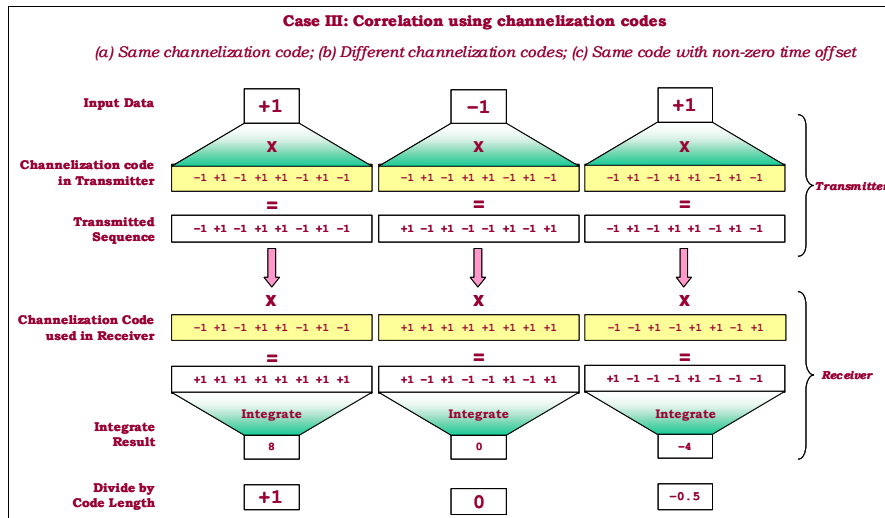 Case III: Correlation using channelization codes
(a) Same channelization code; (b) Different channelization codes; (c) Same code with non-zero time offset
Input Data
+1
−1
+1
X
X
X
Channelization code
in Transmitter
−1 +1 −1 +1 +1 −1 +1 −1
−1 +1 −1 +1 +1 −1 +1 −1
−1 +1 −1 +1 +1 −1 +1 −1
Transmitter
=
=
=
Transmitted
Sequence
−1 +1 −1 +1 +1 −1 +1 −1
+1 −1 +1 −1 −1 +1 −1 +1
−1 +1 −1 +1 +1 −1 +1 −1
X
X
X
Channelization Code
used in Receiver
−1 +1 −1 +1 +1 −1 +1 −1
+1 +1 +1 +1 +1 +1 +1 +1
−1 −1 +1 −1 +1 +1 −1 +1
=
=
=
+1 +1 +1 +1 +1 +1 +1 +1
+1 −1 +1 −1 −1 +1 −1 +1
+1 −1 −1 −1 +1 −1 −1 −1
Receiver
Integrate
Integrate
Integrate
Integrate
Result
8
0
−4
Divide by
Code Length
+1
0
−0.5